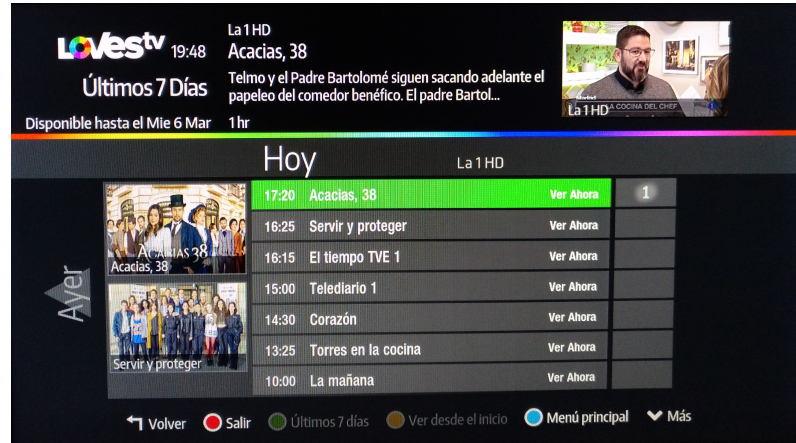 LOVEStv 19:48
Últimos 7 Días
Disponible hasta el Mie 6 Mar
La 1 HD
Acacias, 38
Telmo y el Padre Bartolomé siguen sacando adelante el
papeleo del comedor benéfico. El padre Bartol...
1 hr
LA COCINA DEL CHEF
La 1 HD
Hoy
La 1 HD
Ayer
ACACIAS 38
Acacias, 38
Servir y proteger
17:20 Acacias, 38 Ver Ahora 1
16:25 Servir y proteger Ver Ahora
16:15 El tiempo TVE 1 Ver Ahora
15:00 Telediario 1 Ver Ahora
14:30 Corazón Ver Ahora
13:25 Torres en la cocina Ver Ahora
10:00 La mañana Ver Ahora
Volver Salir Últimos 7 días Ver desde el inicio Menú principal Más